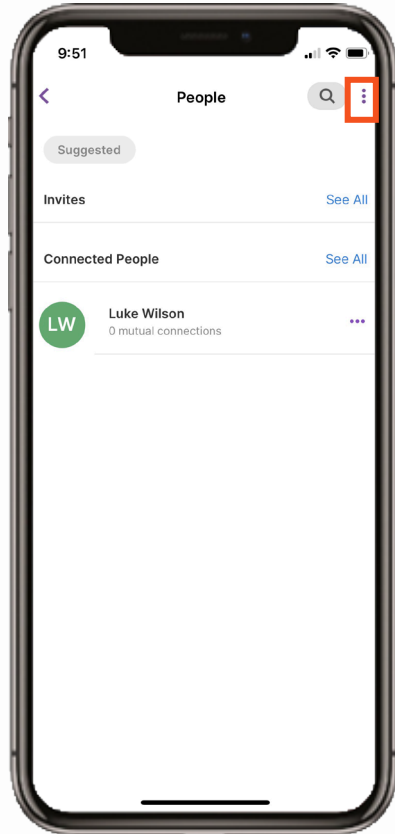 9:51
People
Suggested
Invites See All
Connected People See All
LW
Luke Wilson
0 mutual connections